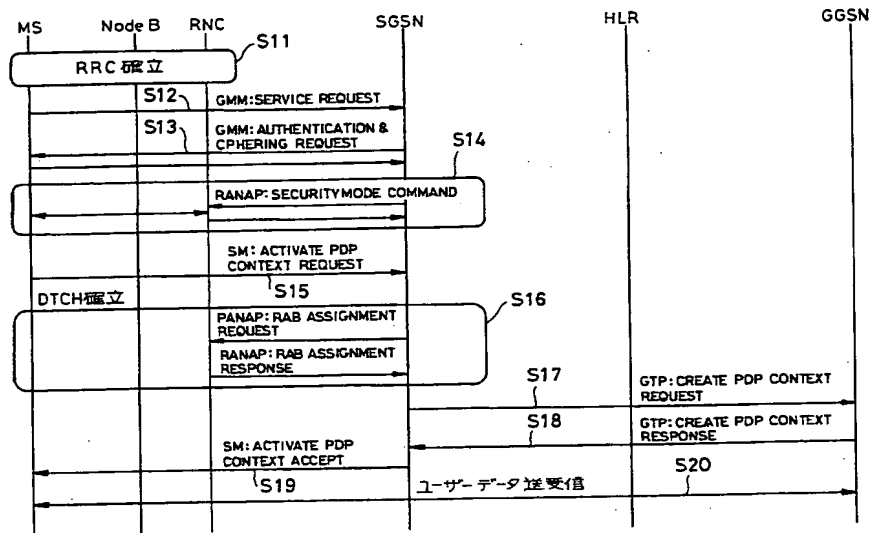 MS
Node B
RNC
SGSN
HLR
GGSN
S11
RRC確立
S12
GMM:SERVICE REQUEST
S13
GMM:AUTHENTICATION &
CPHERING REQUEST
S14
RANAP:SECURITYMODE COMMAND
SM:ACTIVATE PDP
CONTEXT REQUEST
S15
DTCH確立
S16
PANAP:RAB ASSIGNMENT
REQUEST
RANAP:RAB ASSIGNMENT
RESPONSE
S17
GTP:CREATE PDP CONTEXT
REQUEST
S18
GTP:CREATE PDP CONTEXT
RESPONSE
SM:ACTIVATE PDP
CONTEXT ACCEPT
S19
ユーザーデータ送受信
S20